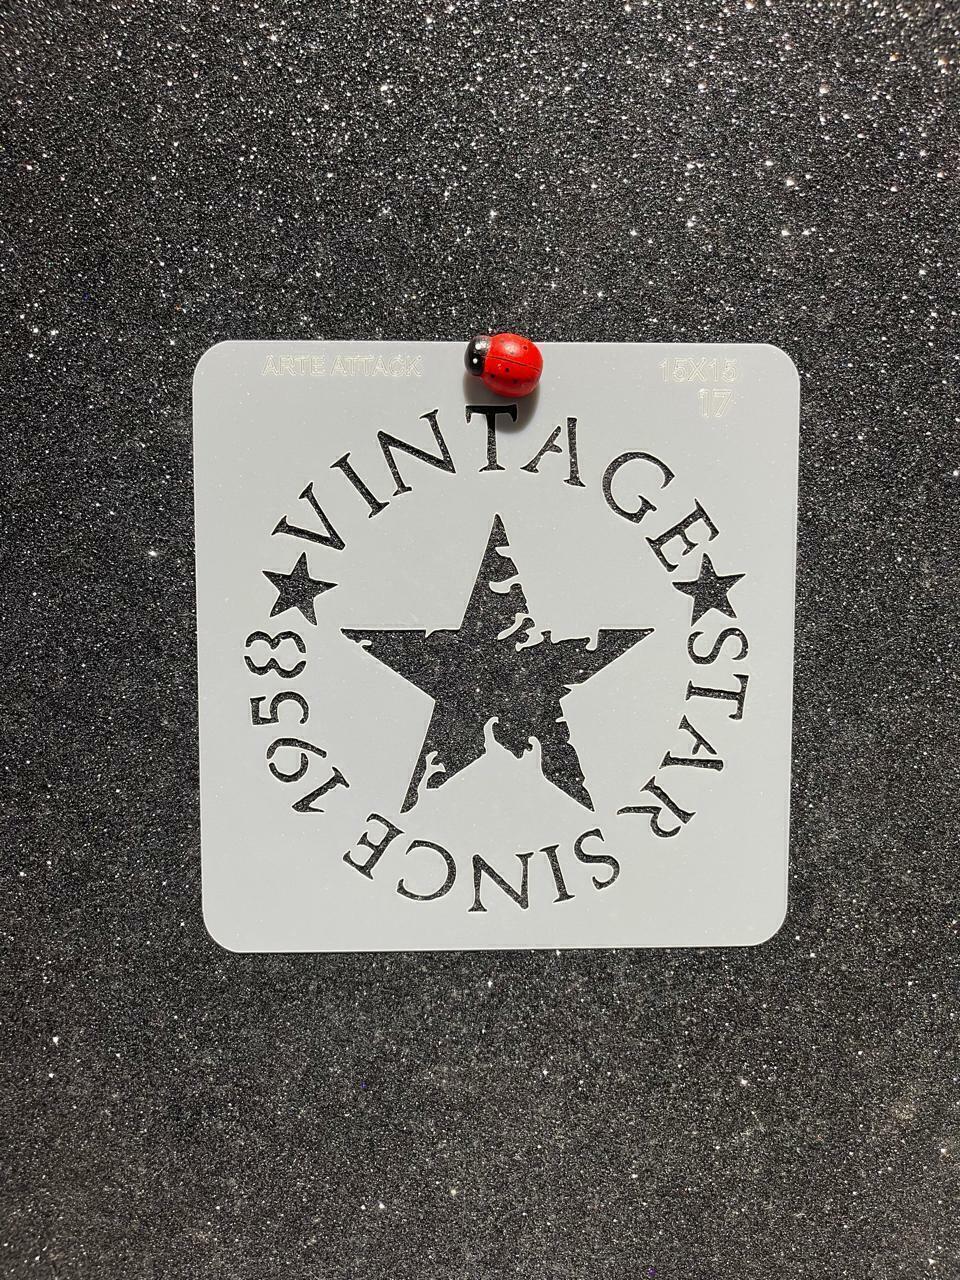 ARTE ATTACK
15X15
17
VINTAGE★STAR SINCE 1958★